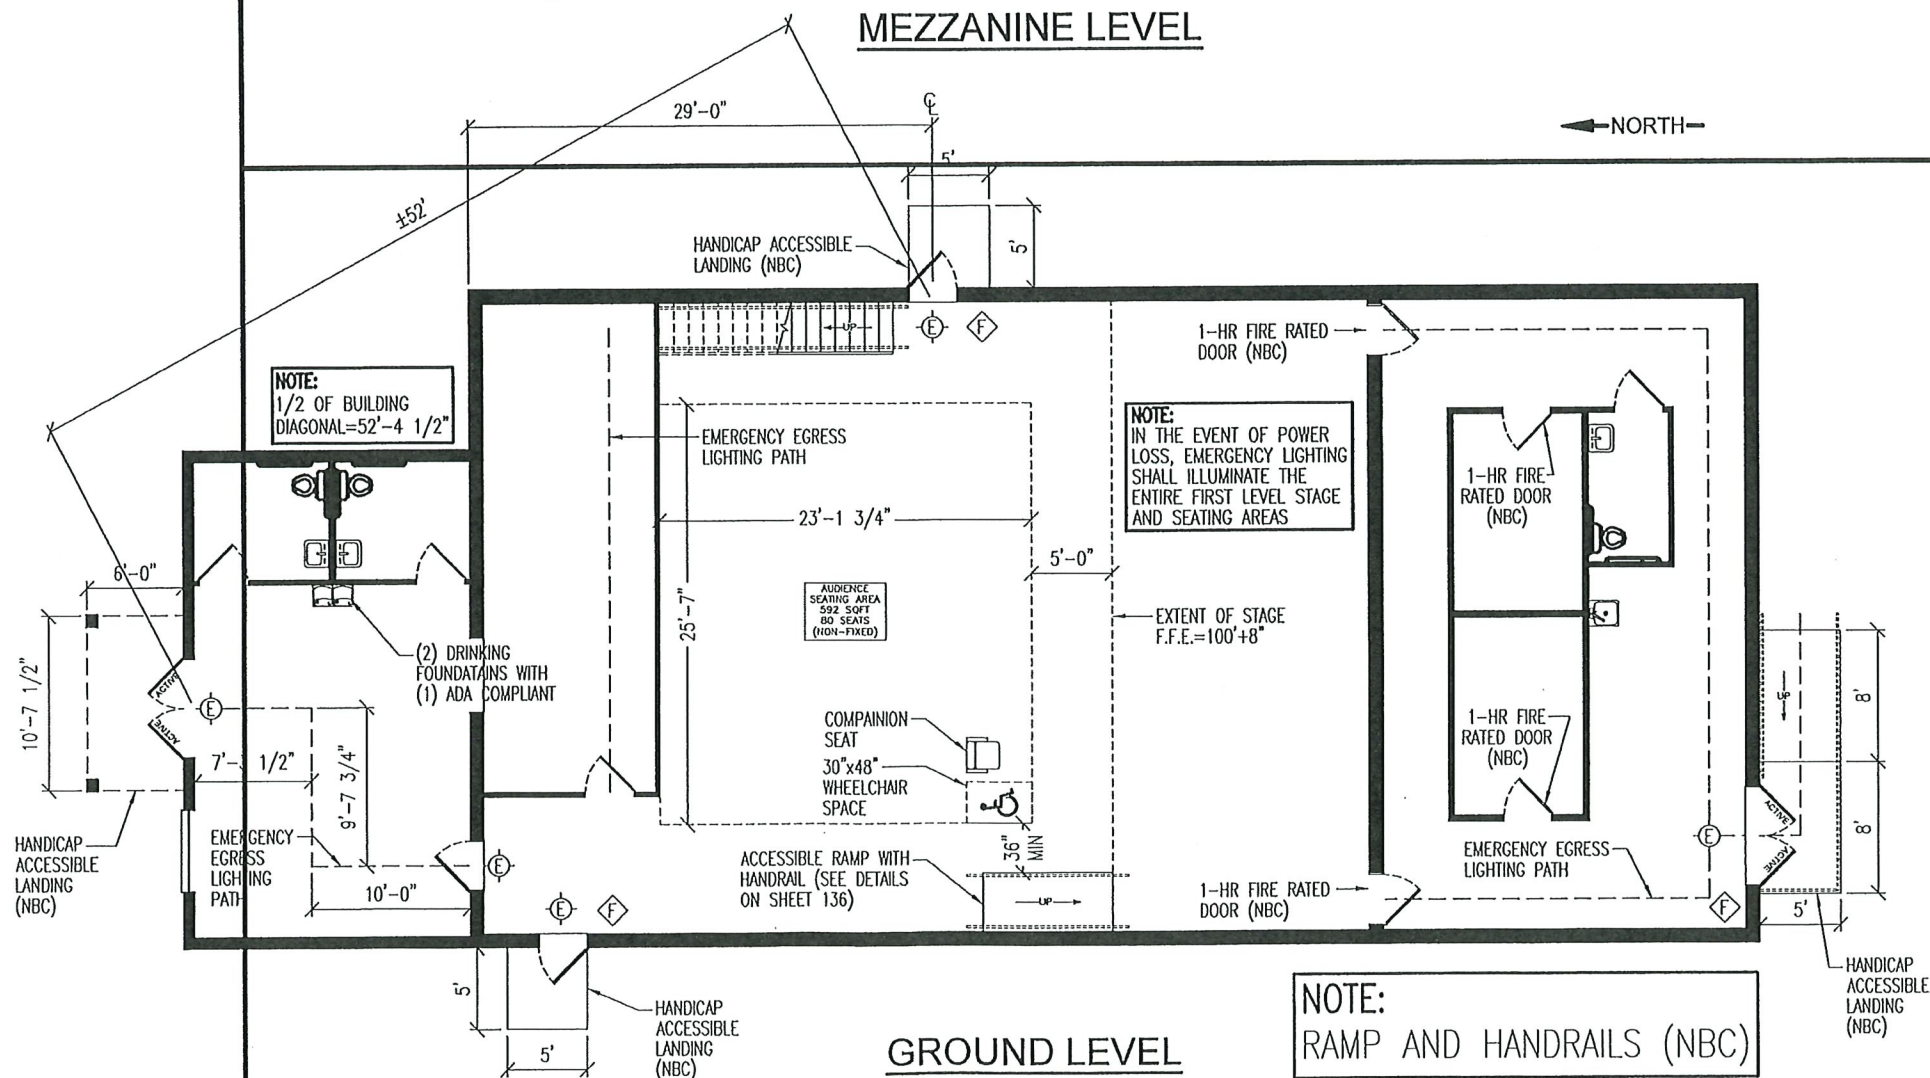 MEZZANINE LEVEL
29'-0"
℄
NORTH
5'
±52'
HANDICAP ACCESSIBLE
LANDING (NBC)
5'
UP
E
F
1-HR FIRE RATED
DOOR (NBC)
NOTE:
1/2 OF BUILDING
DIAGONAL=52'-4 1/2"
EMERGENCY EGRESS
LIGHTING PATH
NOTE:
IN THE EVENT OF POWER
LOSS, EMERGENCY LIGHTING
SHALL ILLUMINATE THE
ENTIRE FIRST LEVEL STAGE
AND SEATING AREAS
1-HR FIRE
RATED DOOR
(NBC)
23'-1 3/4"
5'-0"
6'-0"
25'-7"
AUDIENCE
SEATING AREA
592 SQFT
80 SEATS
(NON-FIXED)
EXTENT OF STAGE
F.F.E.=100'+8"
(2) DRINKING
FOUNDATAINS WITH
(1) ADA COMPLIANT
10'-7 1/2"
ACTIVE
ACTIVE
E
7'- 1/2"
9'-7 3/4"
COMPAINION
SEAT
30"x48"
WHEELCHAIR
SPACE
1-HR FIRE
RATED DOOR
(NBC)
UP
8'
8'
ACTIVE
ACTIVE
E
HANDICAP
ACCESSIBLE
LANDING
(NBC)
EMERGENCY
EGRESS
LIGHTING
PATH
10'-0"
E
E
F
36"
MIN
ACCESSIBLE RAMP WITH
HANDRAIL (SEE DETAILS
ON SHEET 136)
UP
1-HR FIRE RATED
DOOR (NBC)
EMERGENCY EGRESS
LIGHTING PATH
F
5'
5'
5'
HANDICAP
ACCESSIBLE
LANDING
(NBC)
GROUND LEVEL
NOTE:
RAMP AND HANDRAILS (NBC)
HANDICAP
ACCESSIBLE
LANDING
(NBC)